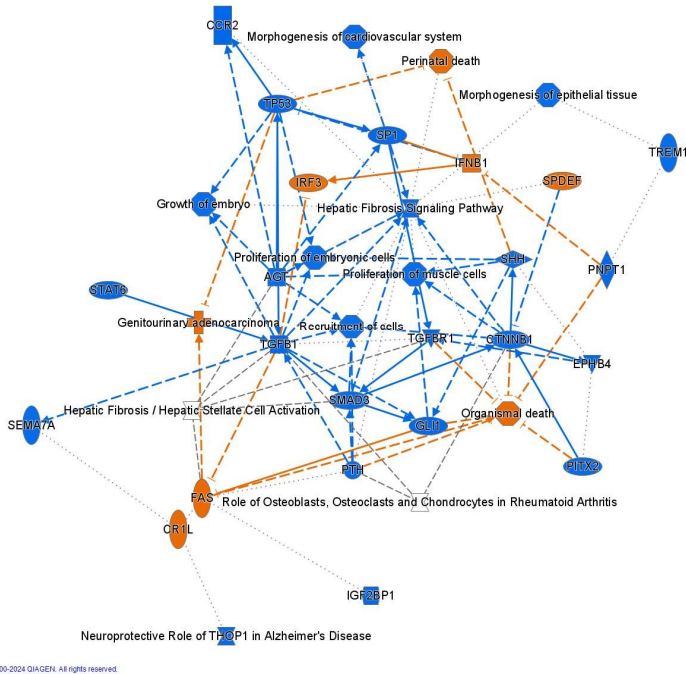 CCR2
Morphogesis of cardiovascular system
Perinatal death
Morphogenesis of epithelial tissue
TP53
SP1
TREM1
IFNB1
IRF3
SPDEF
Growth of embryo
Hepatic Fibrosis Signaling Pathway
Proliferation of embryonic cells
SHH
AGT
Proliferation of muscle cells
PNPT1
STAT6
Genitourinary adenocarcinoma
Recruitment of cells
TGFB1
TGFBR1
CTNNB1
EPHB4
SMAD3
Hepatic Fibrosis / Hepatic Stellate Cell Activation
Organismal death
SEMA7A
GLI1
PTH
PITX2
FAS
Role of Osteoblasts, Osteoclasts and Chondrocytes in Rheumatoid Arthritis
CR1L
IGF2BP1
Neuroprotective Role of THOP1 in Alzheimer's Disease
00-2024 QIAGEN. All rights reserved.